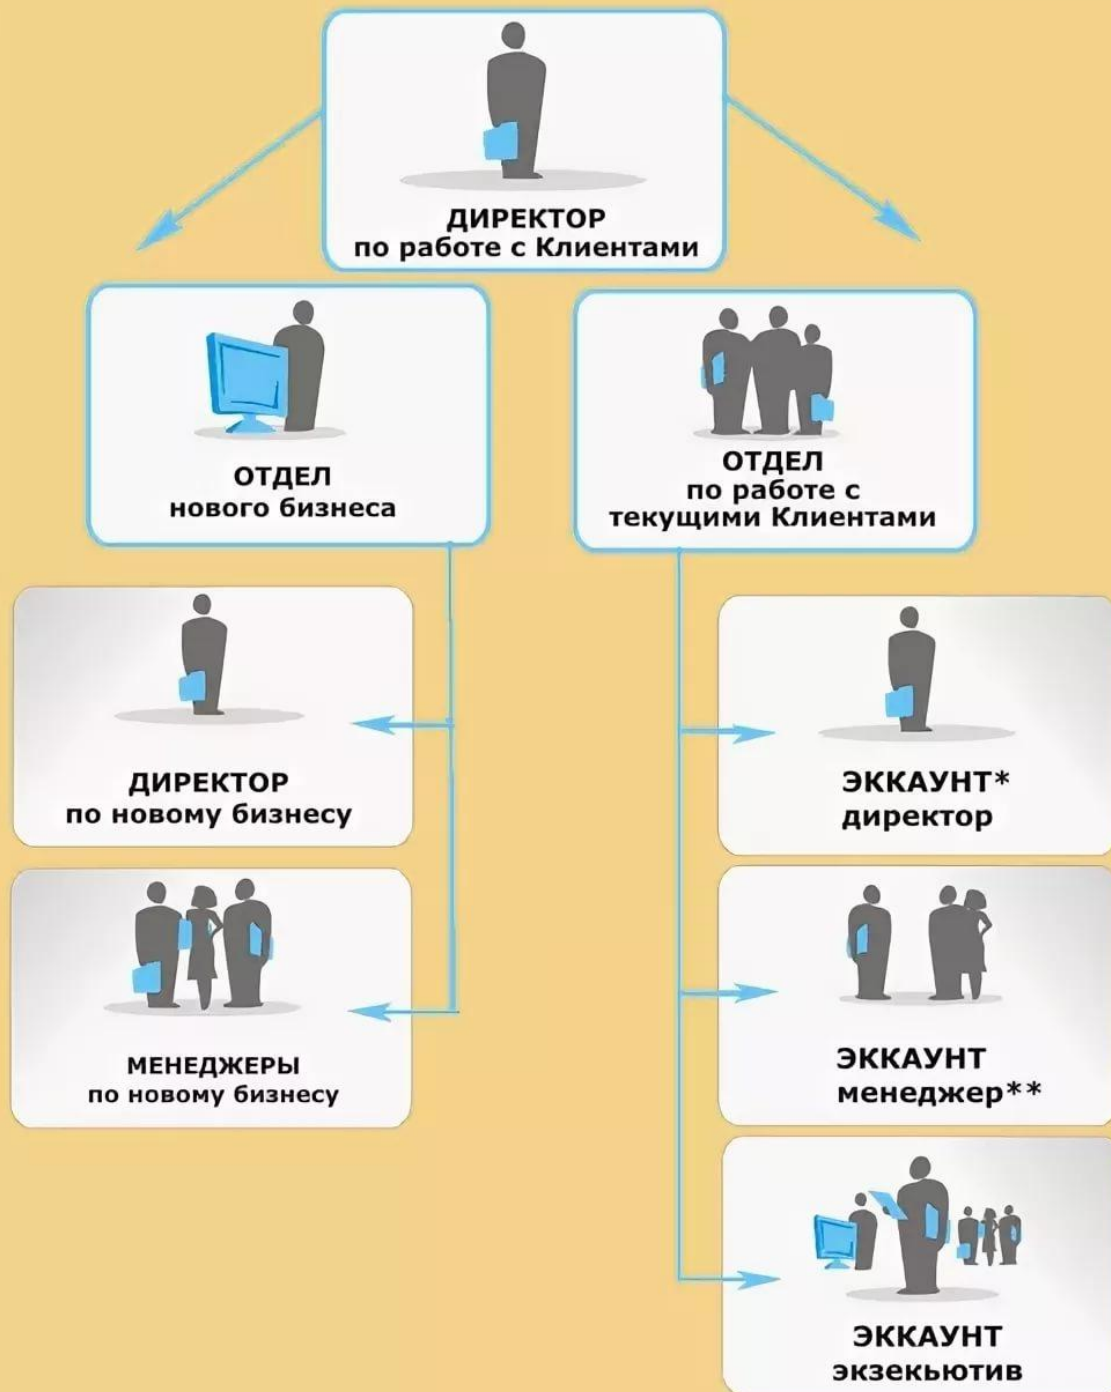 ДИРЕКТОР
по работе с Клиентами
ОТДЕЛ
нового бизнеса
ОТДЕЛ
по работе с
текущими Клиентами
ДИРЕКТОР
по новому бизнесу
МЕНЕДЖЕРЫ
по новому бизнесу
ЭККАУНТ*
директор
ЭККАУНТ
менеджер**
ЭККАУНТ
экзекьютив